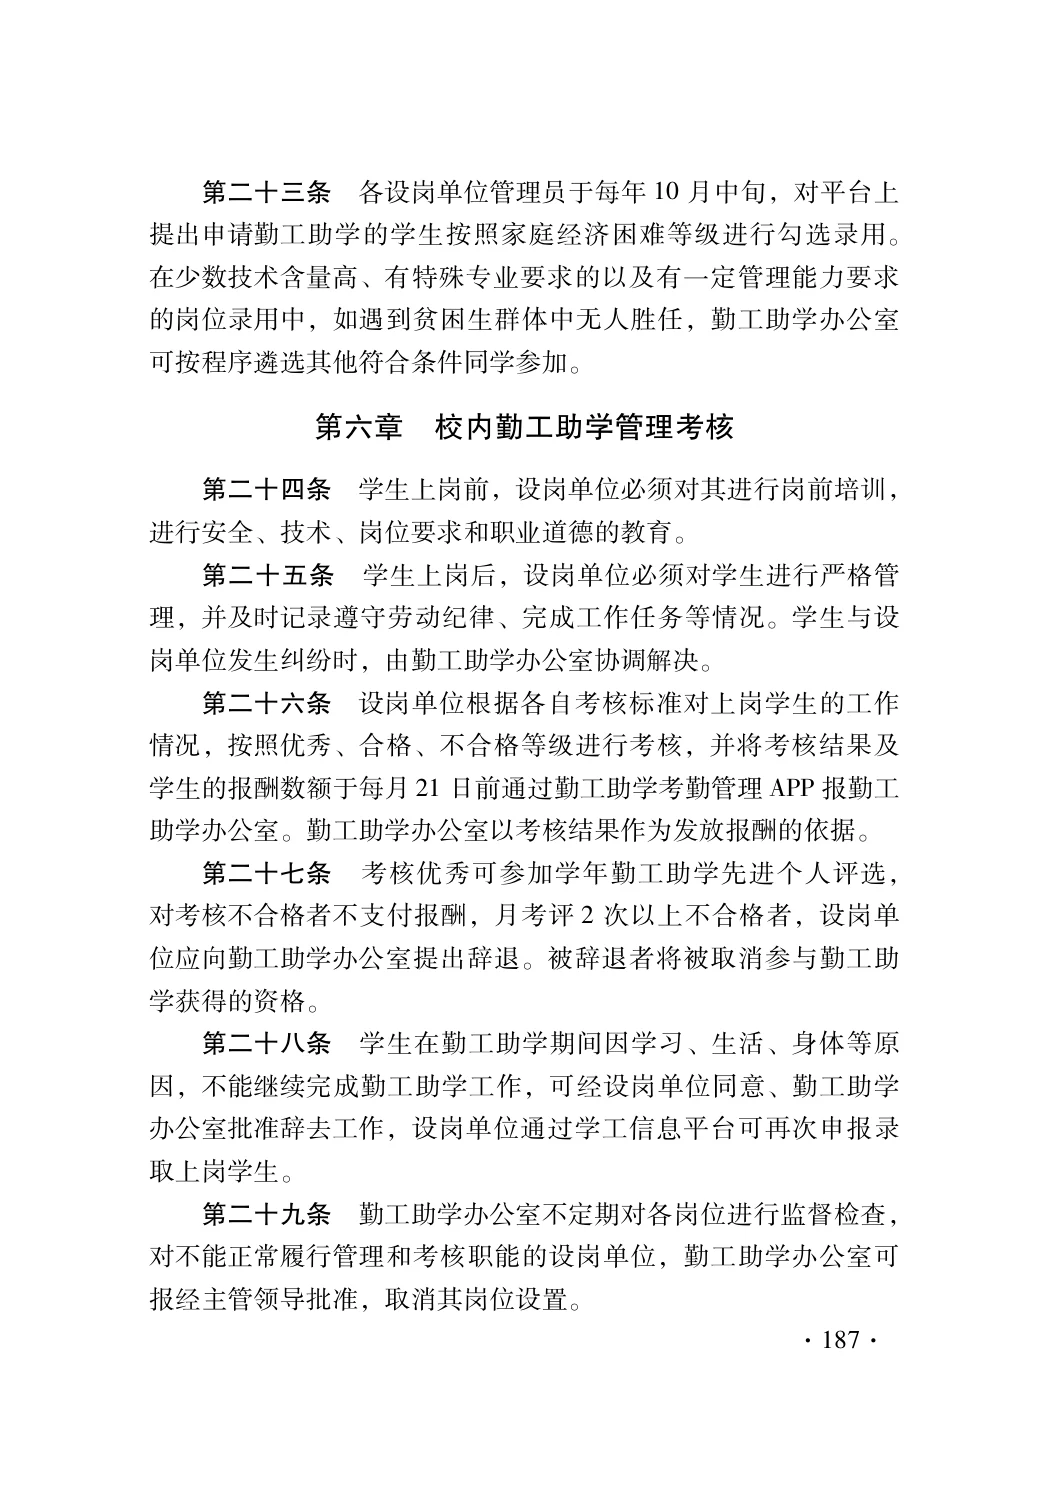 第二十三条　各设岗单位管理员于每年 10 月中旬，对平台上
提出申请勤工助学的学生按照家庭经济困难等级进行勾选录用。
在少数技术含量高、有特殊专业要求的以及有一定管理能力要求
的岗位录用中，如遇到贫困生群体中无人胜任，勤工助学办公室
可按程序遴选其他符合条件同学参加。
第六章　校内勤工助学管理考核
第二十四条　学生上岗前，设岗单位必须对其进行岗前培训，
进行安全、技术、岗位要求和职业道德的教育。
第二十五条　学生上岗后，设岗单位必须对学生进行严格管
理，并及时记录遵守劳动纪律、完成工作任务等情况。学生与设
岗单位发生纠纷时，由勤工助学办公室协调解决。
第二十六条　设岗单位根据各自考核标准对上岗学生的工作
情况，按照优秀、合格、不合格等级进行考核，并将考核结果及
学生的报酬数额于每月 21 日前通过勤工助学考勤管理 APP 报勤工
助学办公室。勤工助学办公室以考核结果作为发放报酬的依据。
第二十七条　考核优秀可参加学年勤工助学先进个人评选，
对考核不合格者不支付报酬，月考评 2 次以上不合格者，设岗单
位应向勤工助学办公室提出辞退。被辞退者将被取消参与勤工助
学获得的资格。
第二十八条　学生在勤工助学期间因学习、生活、身体等原
因，不能继续完成勤工助学工作，可经设岗单位同意、勤工助学
办公室批准辞去工作，设岗单位通过学工信息平台可再次申报录
取上岗学生。
第二十九条　勤工助学办公室不定期对各岗位进行监督检查，
对不能正常履行管理和考核职能的设岗单位，勤工助学办公室可
报经主管领导批准，取消其岗位设置。
· 187 ·